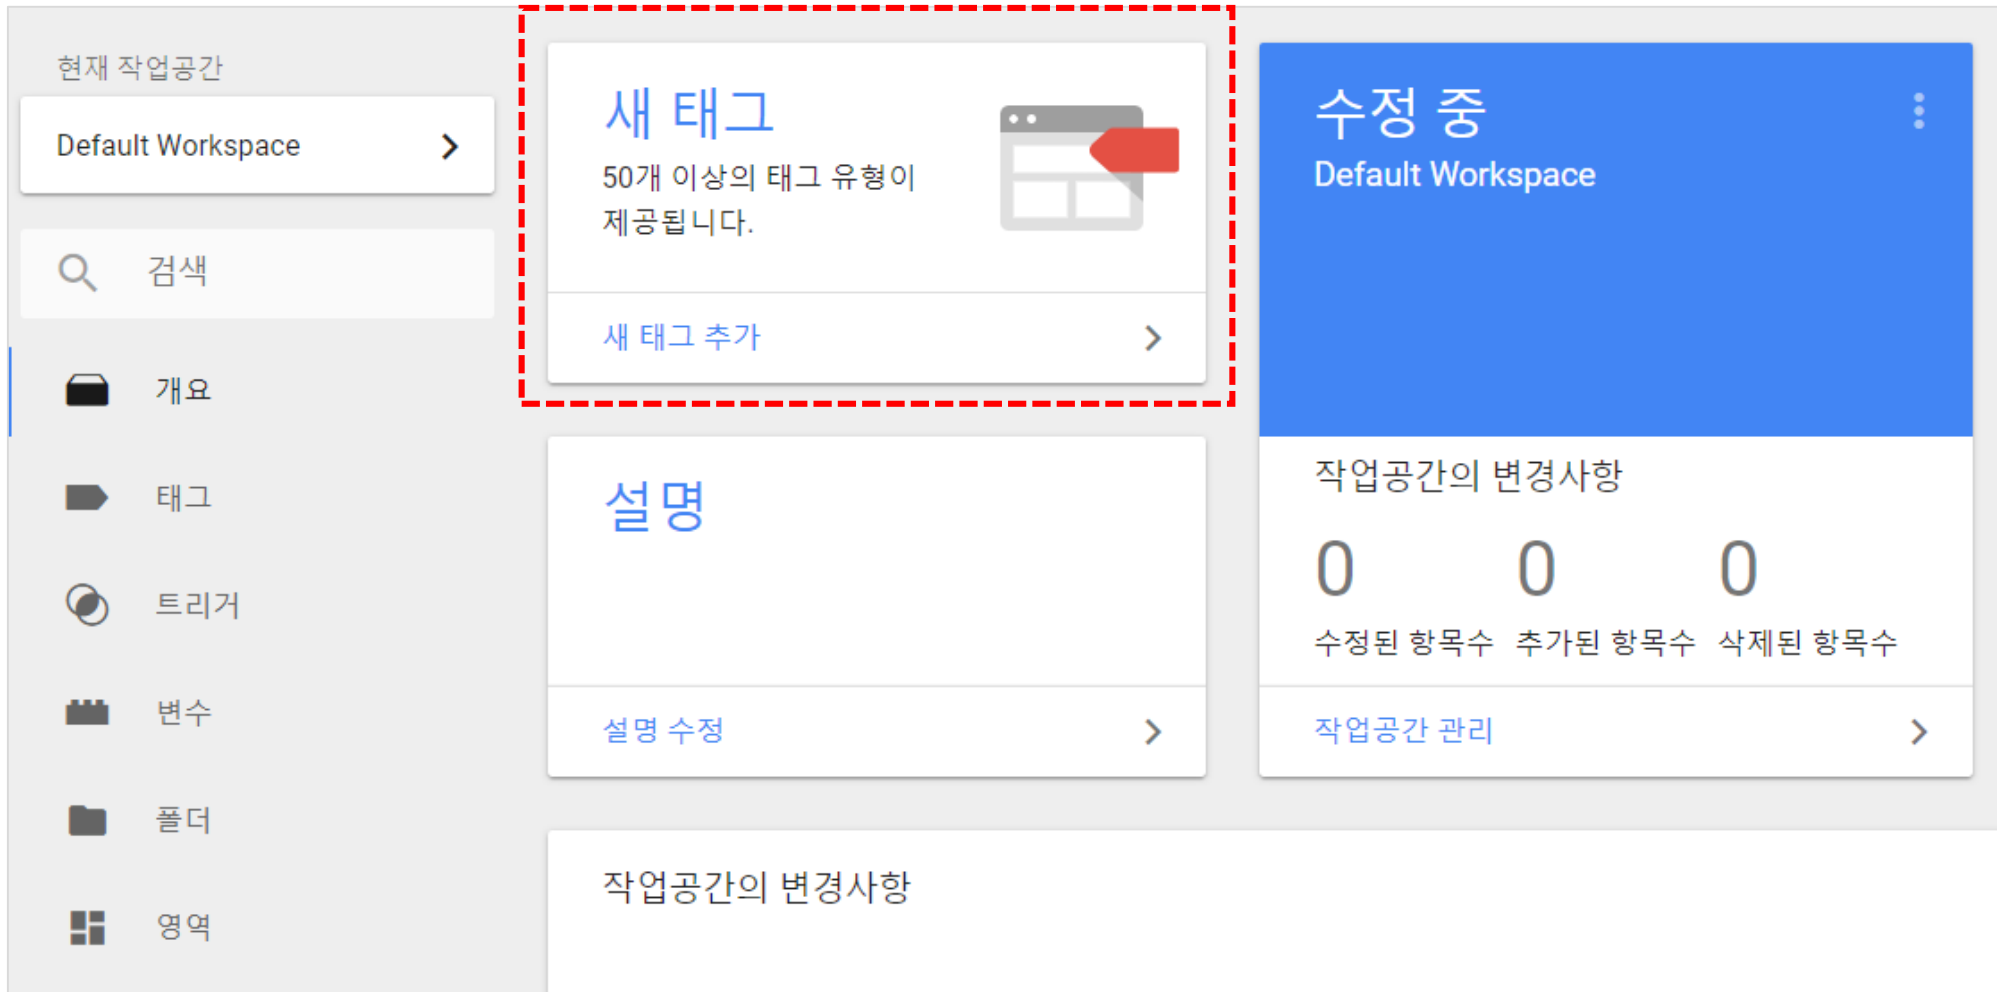 현재 작업공간
Default Workspace
검색
개요
태그
트리거
변수
폴더
영역
새 태그
50개 이상의 태그 유형이
제공됩니다.
새 태그 추가
설명
설명 수정
수정 중
Default Workspace
작업공간의 변경사항
0 0 0
수정된 항목수 추가된 항목수 삭제된 항목수
작업공간 관리
작업공간의 변경사항